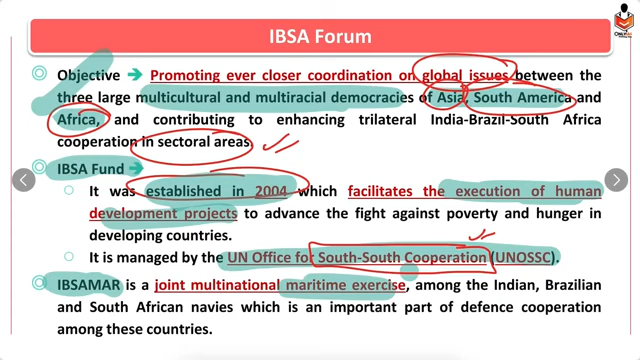 IBSA Forum
Objective ➔ Promoting ever closer coordination on global issues between the
three large multicultural and multiracial democracies of Asia, South America and
Africa, and contributing to enhancing trilateral India-Brazil-South Africa
cooperation in sectoral areas.
IBSA Fund ➔
It was established in 2004 which facilitates the execution of human
development projects to advance the fight against poverty and hunger in
developing countries.
It is managed by the UN Office for South-South Cooperation (UNOSSC).
IBSAMAR is a joint multinational maritime exercise, among the Indian, Brazilian
and South African navies which is an important part of defence cooperation
among these countries.